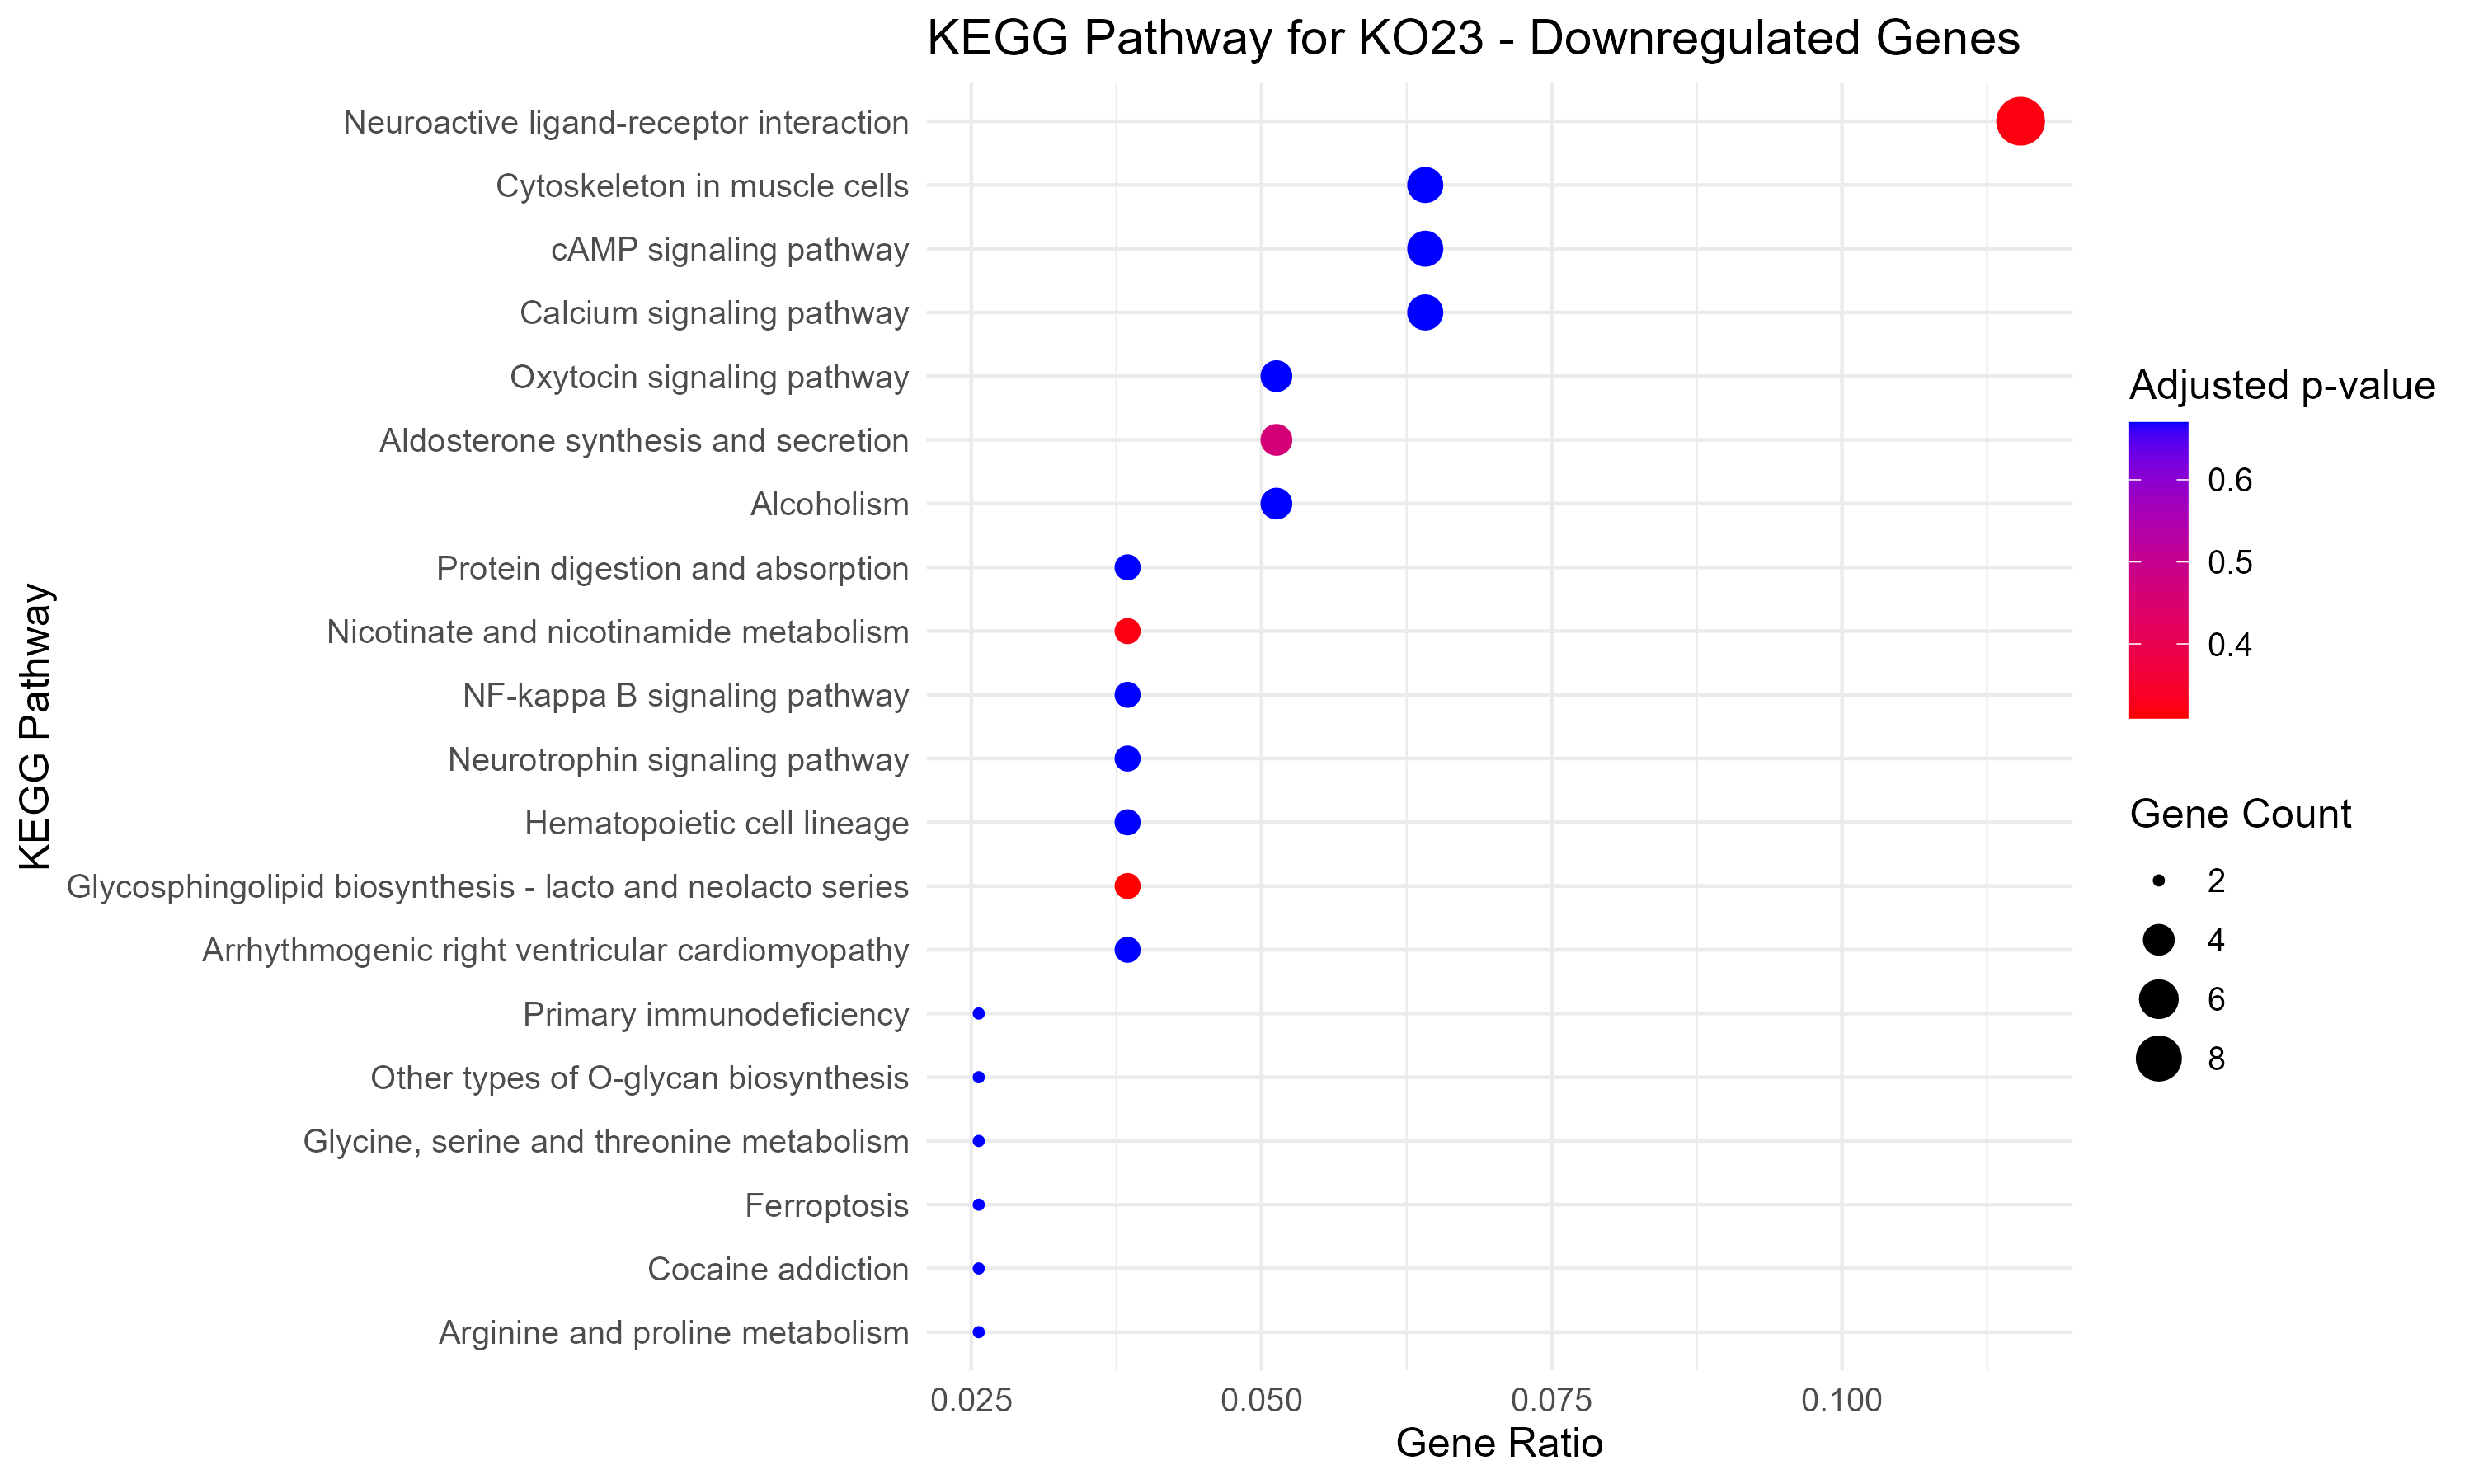 KEGG Pathway for KO23 - Downregulated Genes
KEGG Pathway
Neuroactive ligand-receptor interaction
Cytoskeleton in muscle cells
cAMP signaling pathway
Calcium signaling pathway
Oxytocin signaling pathway
Aldosterone synthesis and secretion
Alcoholism
Protein digestion and absorption
Nicotinate and nicotinamide metabolism
NF-kappa B signaling pathway
Neurotrophin signaling pathway
Hematopoietic cell lineage
Glycosphingolipid biosynthesis - lacto and neolacto series
Arrhythmogenic right ventricular cardiomyopathy
Primary immunodeficiency
Other types of O-glycan biosynthesis
Glycine, serine and threonine metabolism
Ferroptosis
Cocaine addiction
Arginine and proline metabolism
0.025 0.050 0.075 0.100
Gene Ratio
Adjusted p-value
0.6
0.5
0.4
Gene Count
2
4
6
8